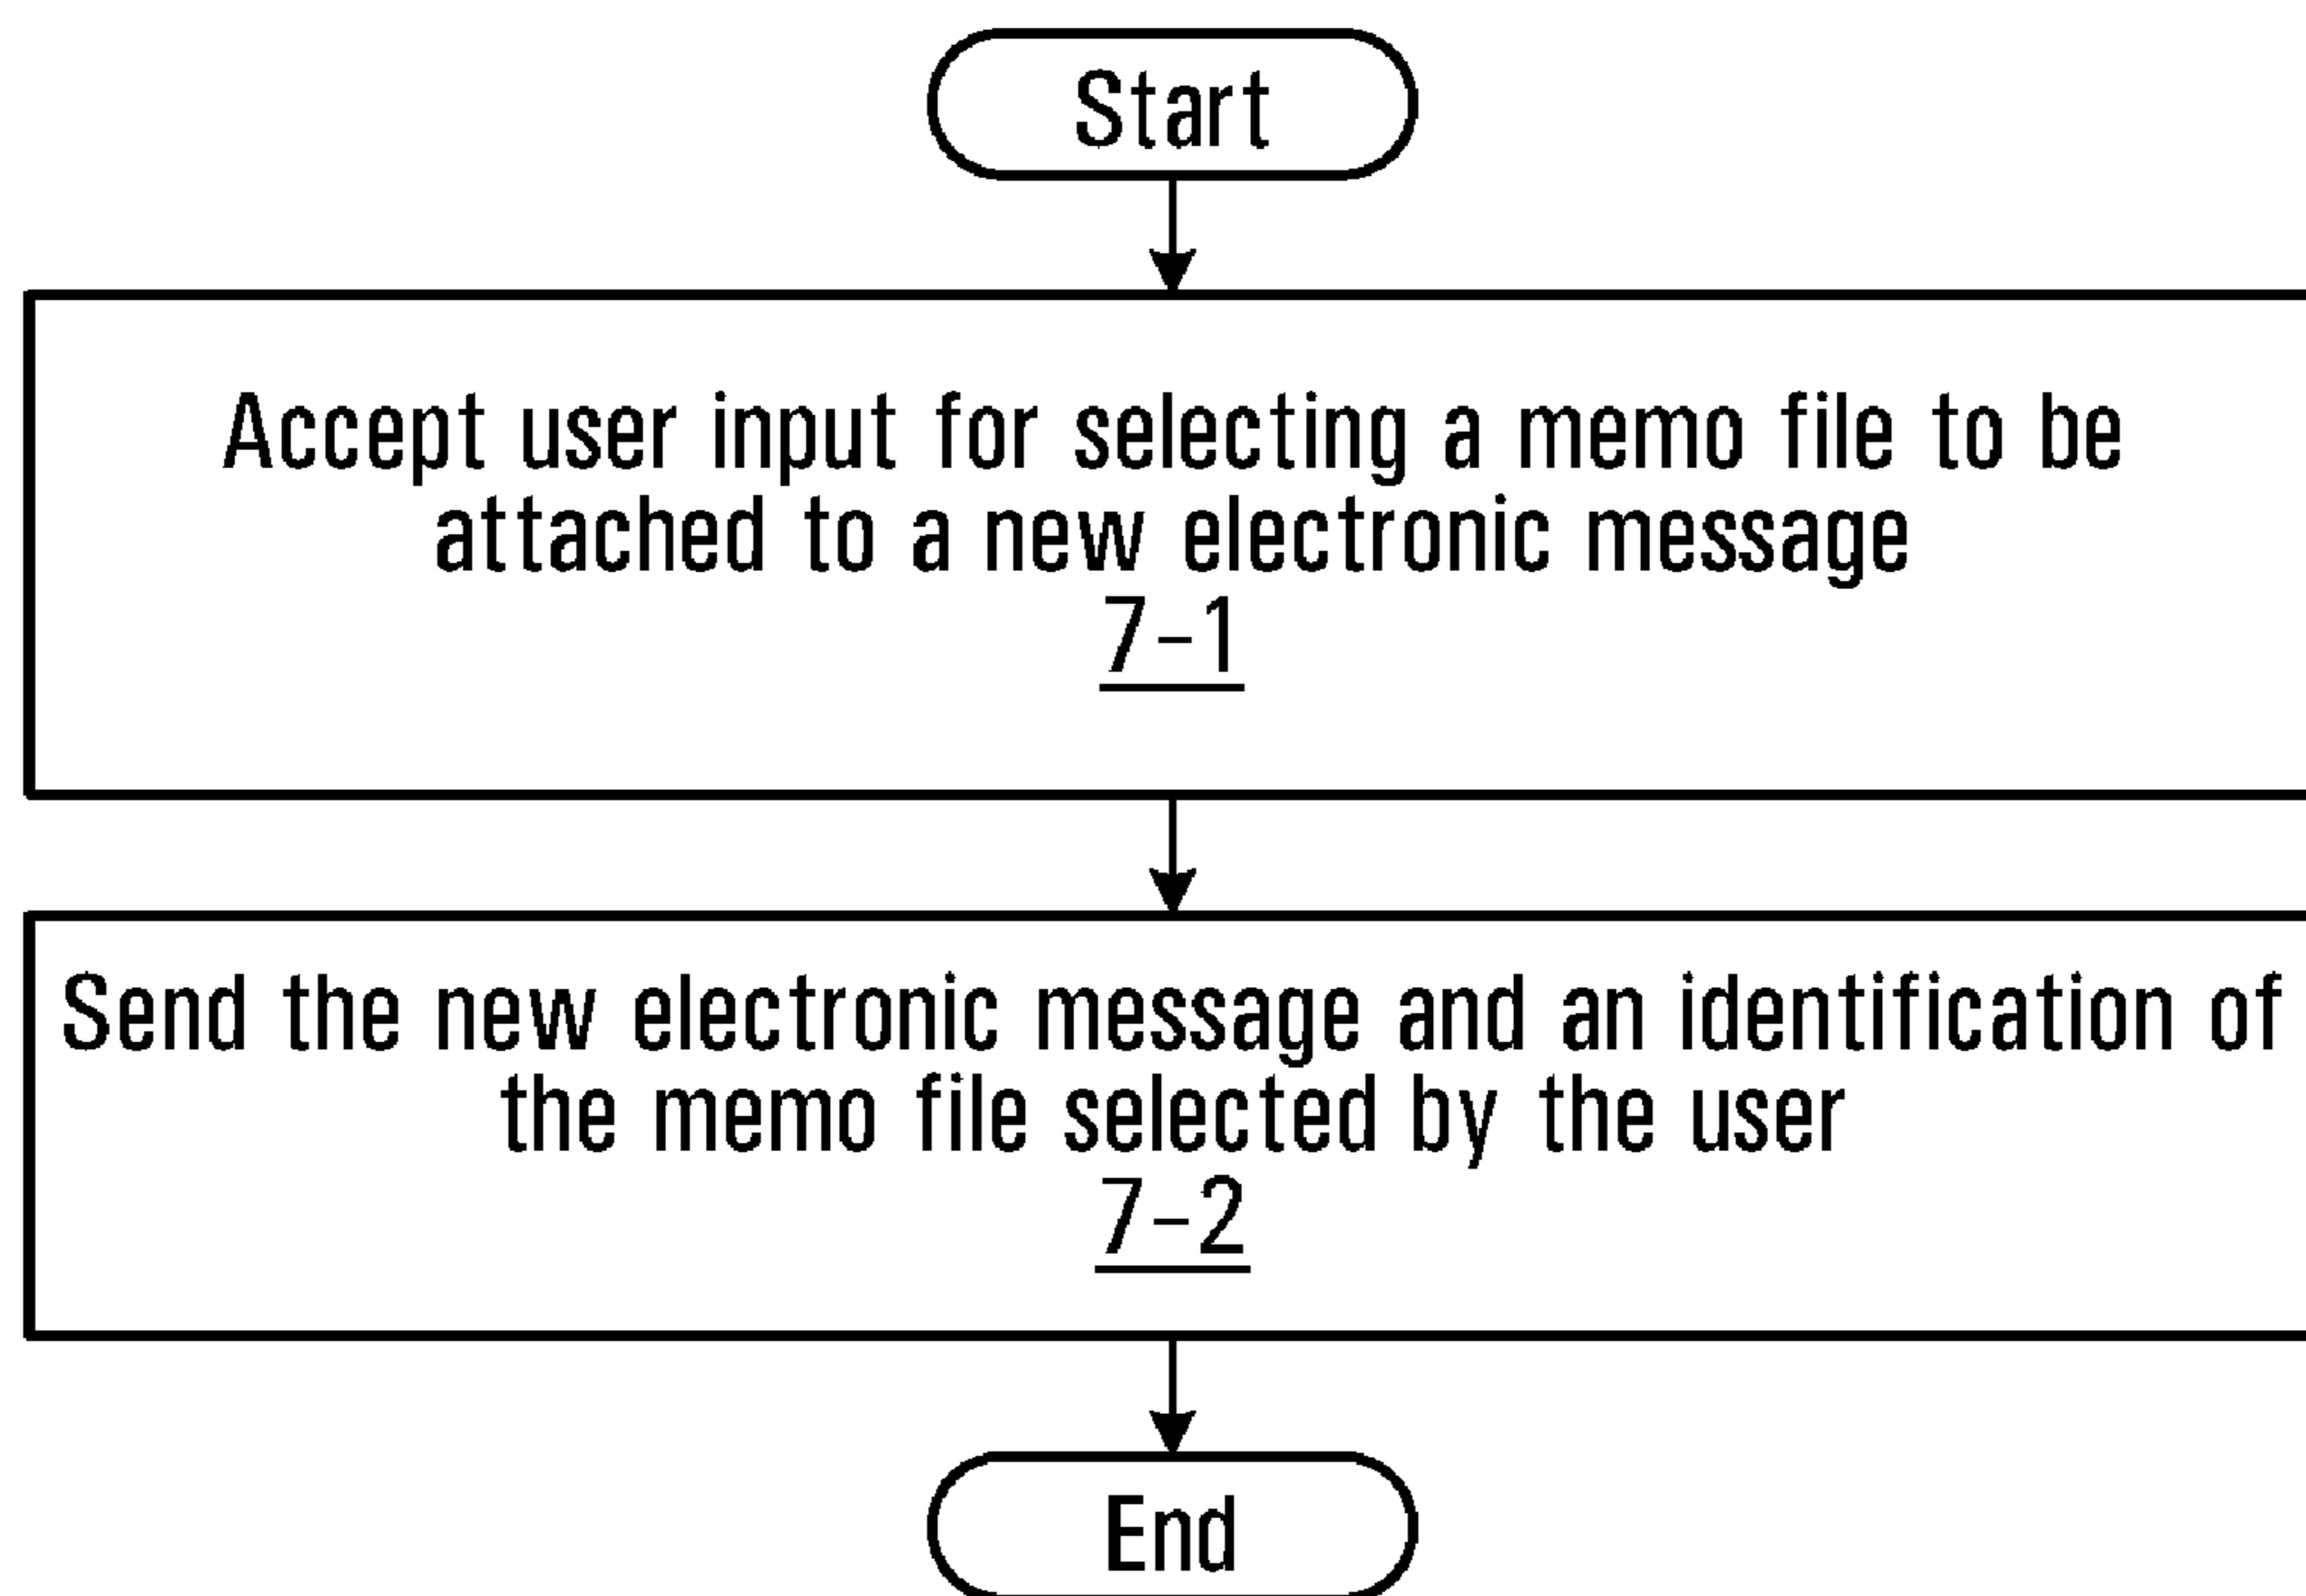 Start
Accept user input for selecting a memo file to be
attached to a new electronic message
7-1
Send the new electronic message and an identification of
the memo file selected by the user
7-2
End